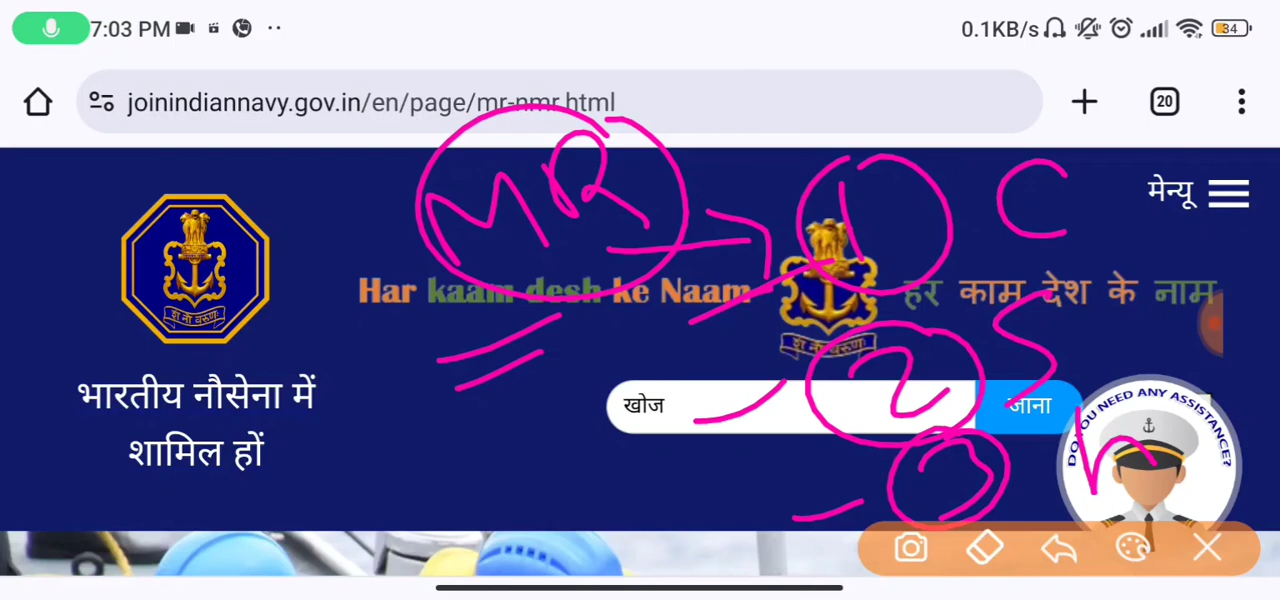 7:03 PM
0.1KB/s
34
joinindiannavy.gov.in/en/page/mr-nmr.html
20
मेन्यू
MR
1
C
Har kaam desh ke Naam
हर काम देश के नाम
भारतीय नौसेना में
शामिल हों
खोज
जाना
2
S
3
h
DO YOU NEED ANY ASSISTANCE?